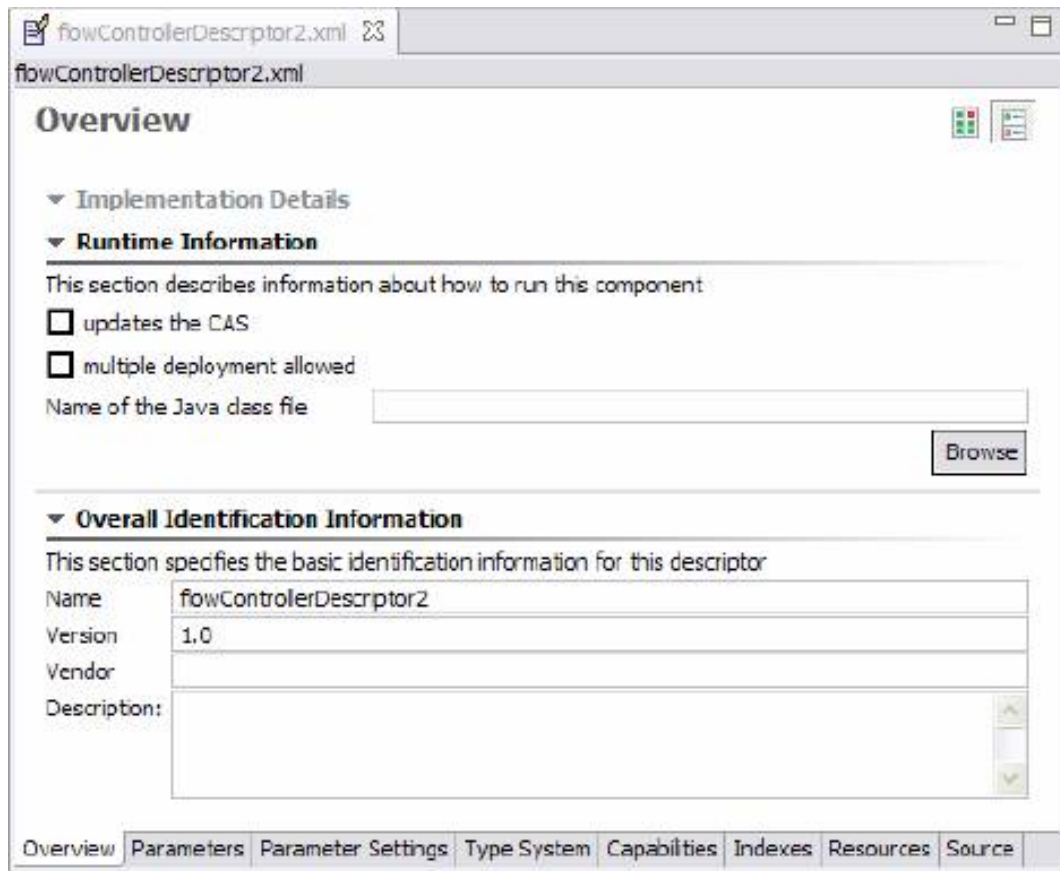 flowControllerDescriptor2.xml
flowControllerDescriptor2.xml
Overview
Implementation Details
Runtime Information
This section describes information about how to run this component
updates the CAS
multiple deployment allowed
Name of the Java class file
Browse
Overall Identification Information
This section specifies the basic identification information for this descriptor
Name flowControllerDescriptor2
Version 1.0
Vendor
Description:
Overview Parameters Parameter Settings Type System Capabilities Indexes Resources Source